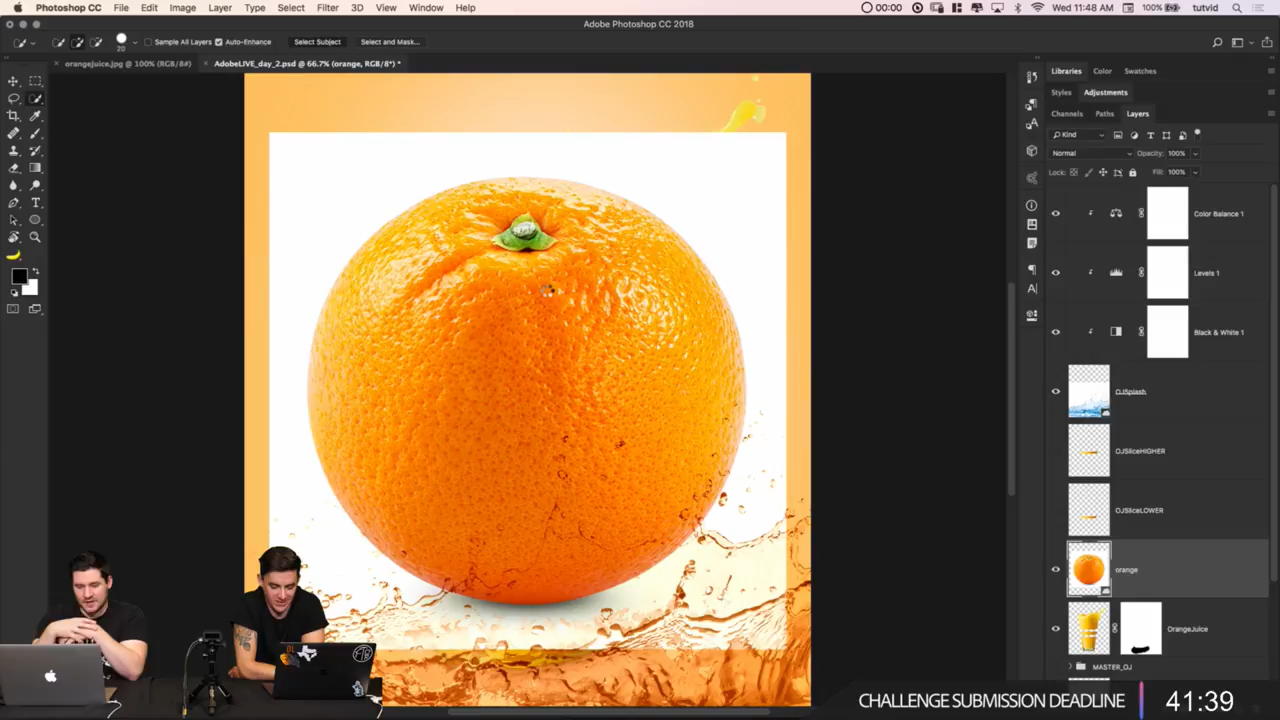 Photoshop CC File Edit Image Layer Type Select Filter 3D View Window Help 00:00 100% Wed 11:48 AM tutvid
Adobe Photoshop CC 2018
20 Sample All Layers Auto-Enhance Select Subject Select and Mask...
orangejuice.jpg @ 100% (RGB/8#) AdobeLIVE_day_2.psd @ 66.7% (orange, RGB/8*) *
Libraries Color Swatches
Styles Adjustments
Channels Paths Layers
Kind
Normal Opacity: 100%
Lock: Fill: 100%
Color Balance 1
Levels 1
Black & White 1
OJSplash
OJSliceHIGHER
OJSliceLOWER
orange
OrangeJuice
MASTER_OJ
CHALLENGE SUBMISSION DEADLINE 41:39